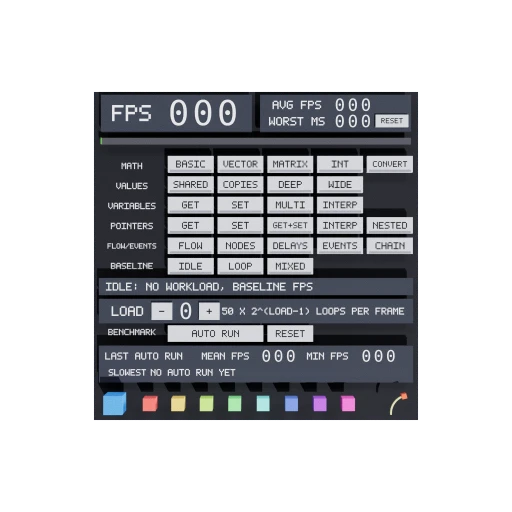 FPS 000 AVG FPS 000
WORST MS 000 RESET
MATH BASIC VECTOR MATRIX INT CONVERT
VALUES SHARED COPIES DEEP WIDE
VARIABLES GET SET MULTI INTERP
POINTERS GET SET GET+SET INTERP NESTED
FLOW/EVENTS FLOW NODES DELAYS EVENTS CHAIN
BASELINE IDLE LOOP MIXED
IDLE: NO WORKLOAD, BASELINE FPS
LOAD - 0 + 50 X 2^(LOAD-1) LOOPS PER FRAME
BENCHMARK AUTO RUN RESET
LAST AUTO RUN MEAN FPS 000 MIN FPS 000
SLOWEST NO AUTO RUN YET